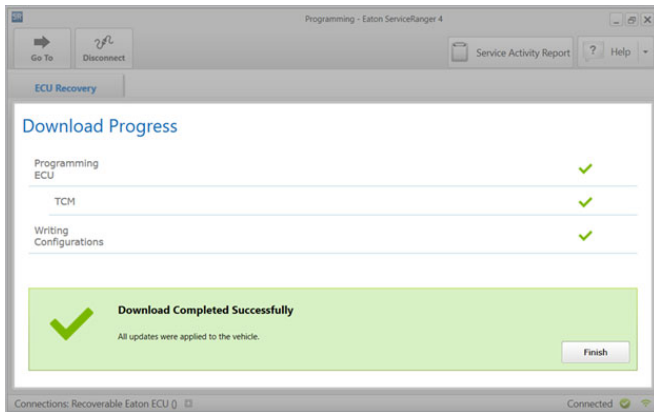 Programming - Eaton ServiceRanger 4
Go To
Disconnect
Service Activity Report
? Help
ECU Recovery
Download Progress
Programming
ECU
TCM
Writing
Configurations
Download Completed Successfully
All updates were applied to the vehicle.
Finish
Connections: Recoverable Eaton ECU ()
Connected